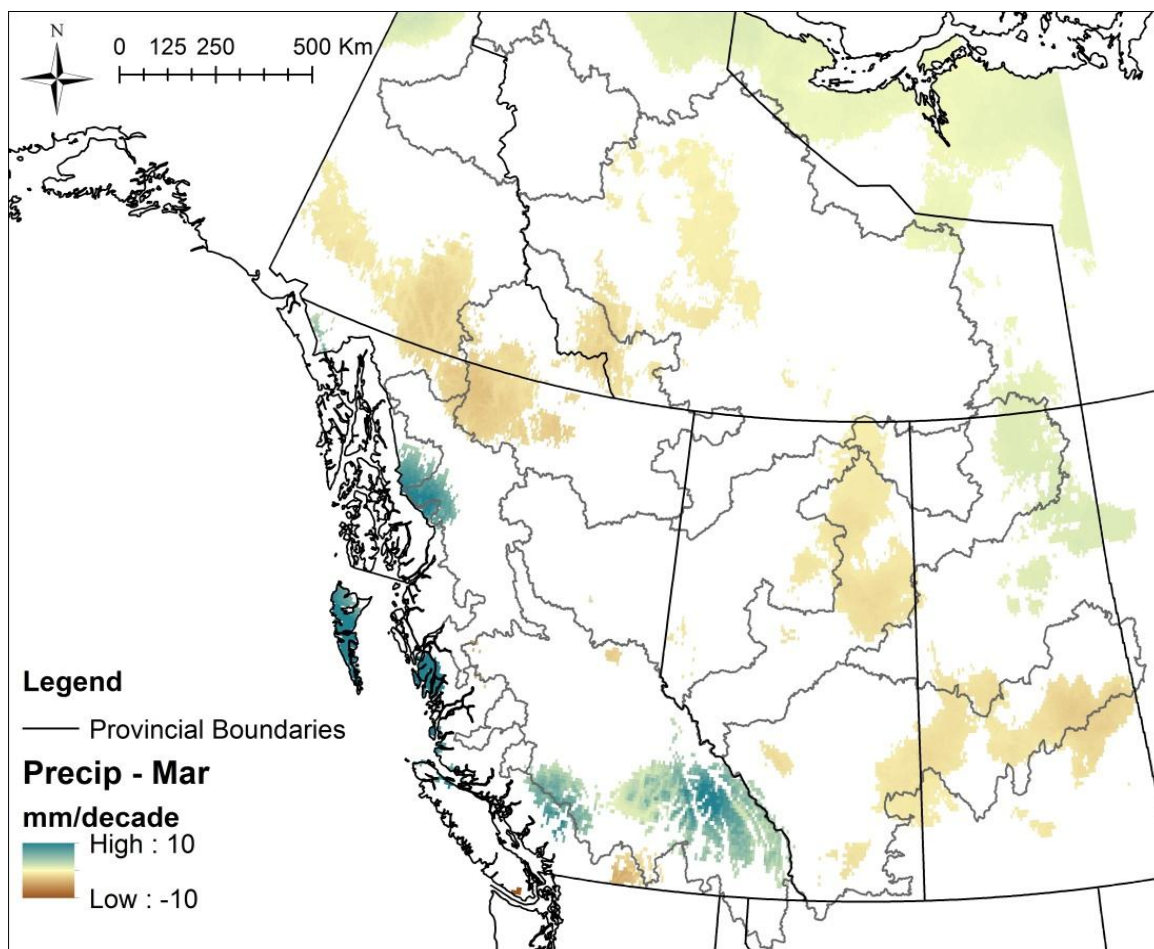 N
0 125 250 500 Km
Legend
Provincial Boundaries
Precip - Mar
mm/decade
High : 10
Low : -10